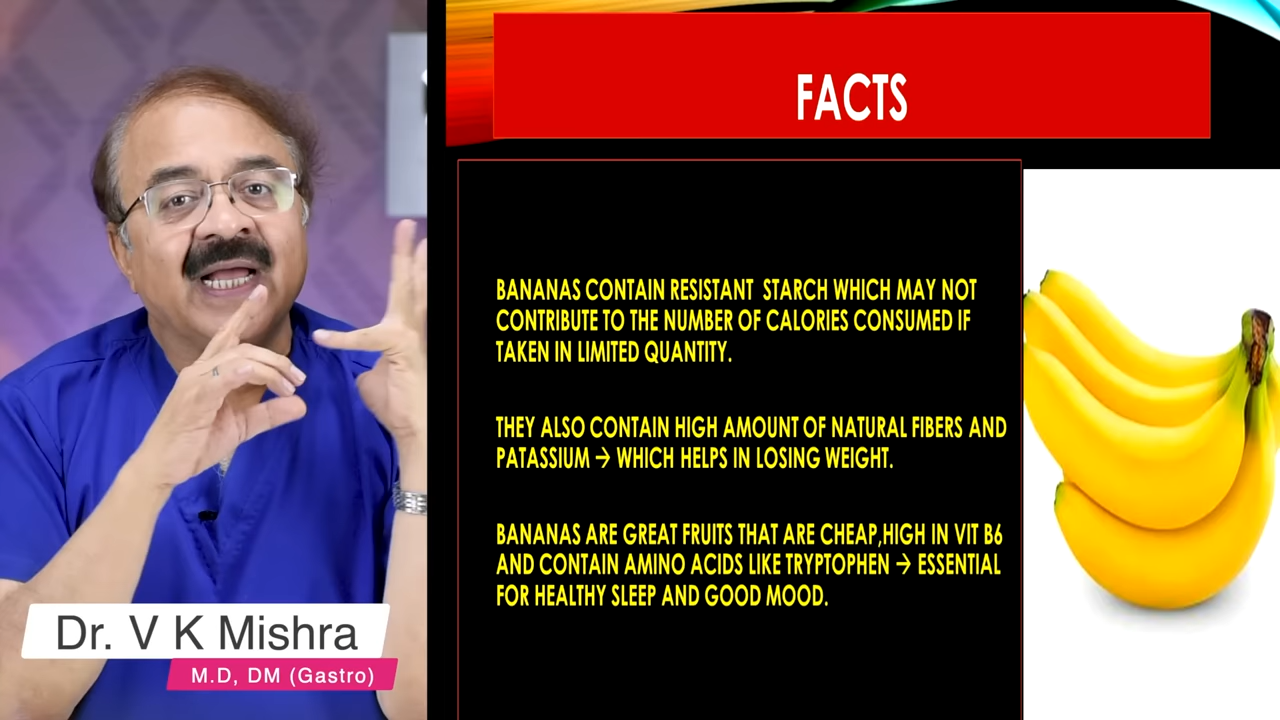 FACTS
BANANAS CONTAIN RESISTANT STARCH WHICH MAY NOT
CONTRIBUTE TO THE NUMBER OF CALORIES CONSUMED IF
TAKEN IN LIMITED QUANTITY.
THEY ALSO CONTAIN HIGH AMOUNT OF NATURAL FIBERS AND
PATASSIUM → WHICH HELPS IN LOSING WEIGHT.
BANANAS ARE GREAT FRUITS THAT ARE CHEAP,HIGH IN VIT B6
AND CONTAIN AMINO ACIDS LIKE TRYPTOPHEN → ESSENTIAL
FOR HEALTHY SLEEP AND GOOD MOOD.
Dr. V K Mishra
M.D, DM (Gastro)